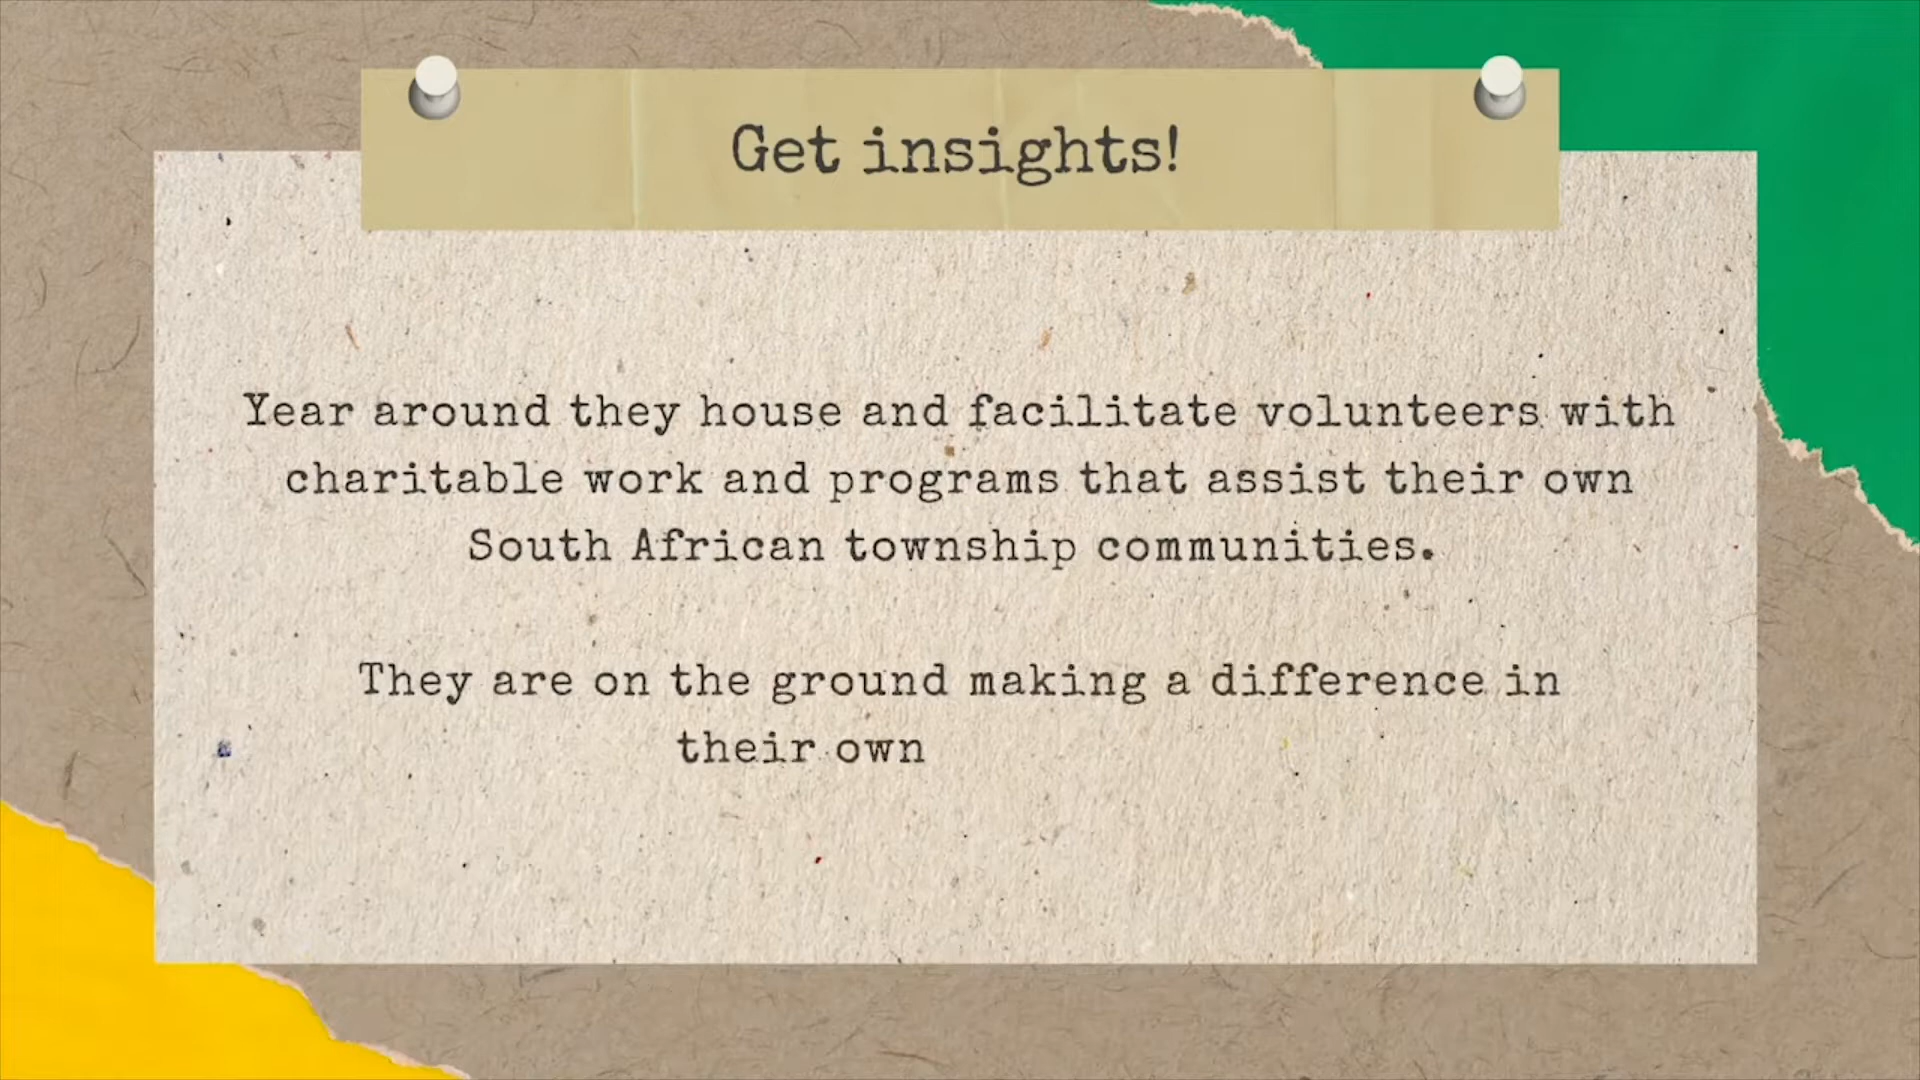 Get insights!
Year around they house and facilitate volunteers with
charitable work and programs that assist their own
South African township communities.
They are on the ground making a difference in
their own